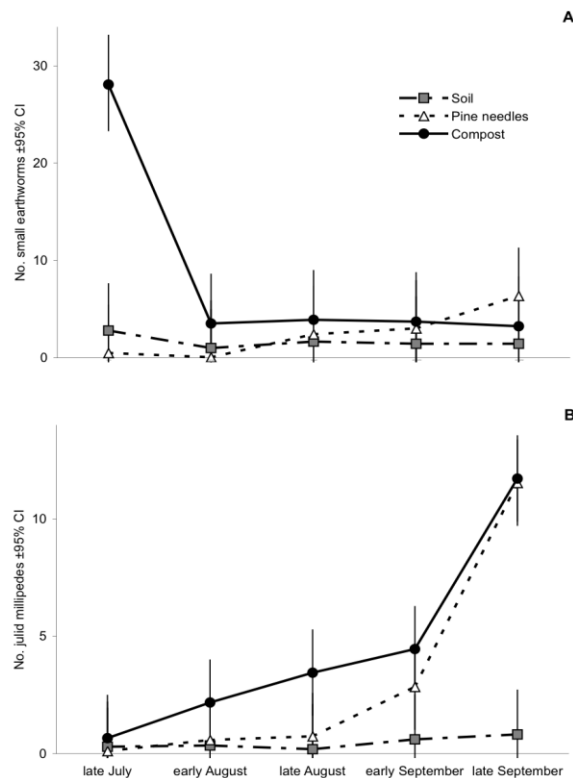 A
30
20
10
0
No. small earthworms ±95% CI
Soil
Pine needles
Compost
B
10
5
0
No. julid millipedes ±95% CI
late July early August late August early September late September